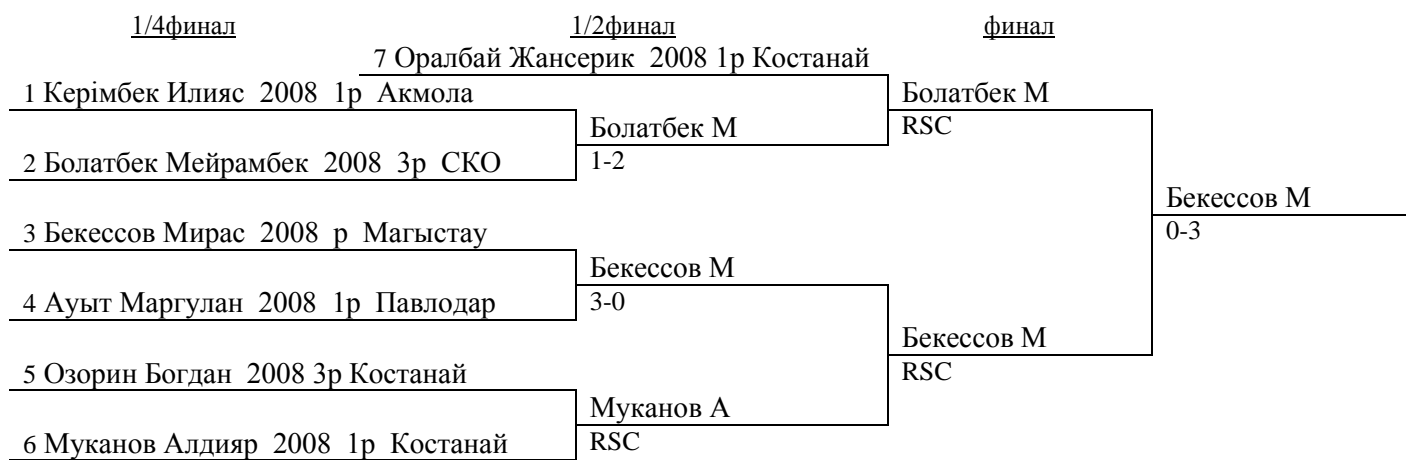 1/4финал 1/2финал финал
7 Оралбай Жансерик 2008 1р Костанай
1 Керімбек Илияс 2008 1р Акмола
Болатбек М
RSC
Болатбек М
1-2
2 Болатбек Мейрамбек 2008 3р СКО
Бекессов М
0-3
3 Бекессов Мирас 2008 р Магыстау
Бекессов М
3-0
4 Ауыт Маргулан 2008 1р Павлодар
Бекессов М
RSC
5 Озорин Богдан 2008 3р Костанай
Муканов А
RSC
6 Муканов Алдияр 2008 1р Костанай